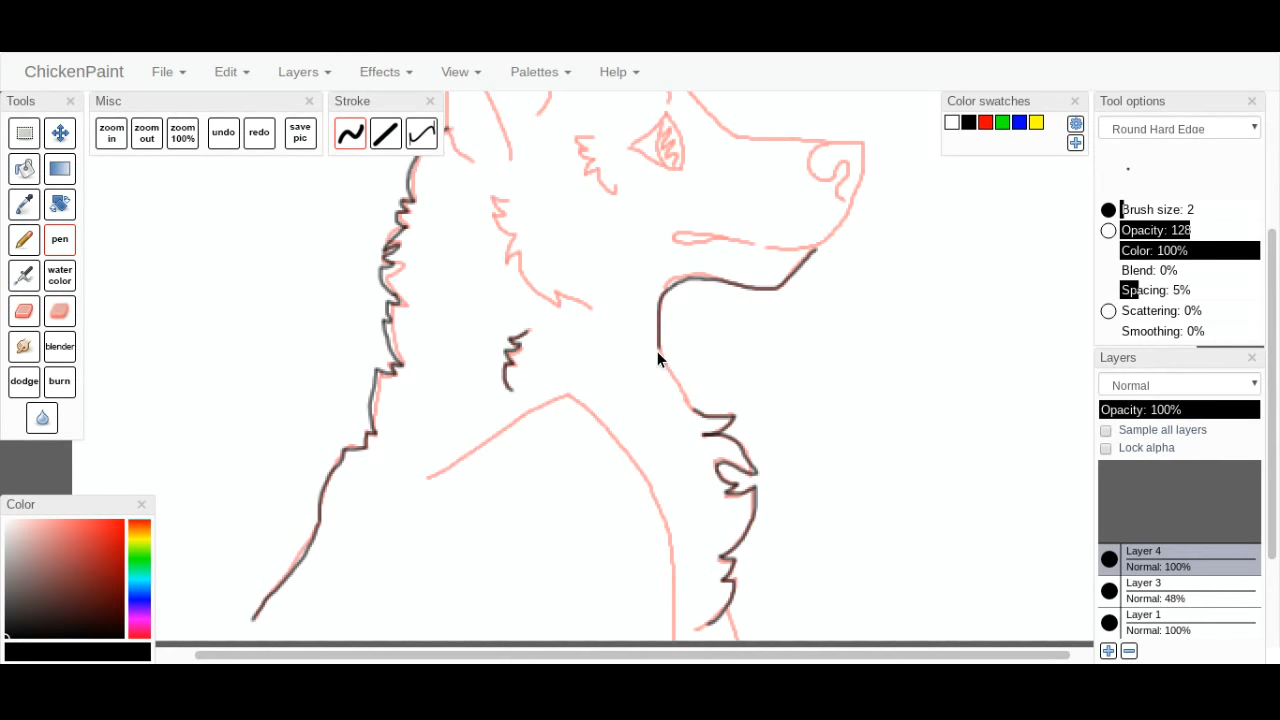 ChickenPaint File Edit Layers Effects View Palettes Help
Tools
Misc
zoom in
zoom out
zoom 100%
undo
redo
save pic
Stroke
Color swatches
Tool options
Round Hard Edge
Brush size: 2
Opacity: 128
Color: 100%
Blend: 0%
Spacing: 5%
Scattering: 0%
Smoothing: 0%
pen
water color
blender
dodge
burn
Layers
Normal
Opacity: 100%
Sample all layers
Lock alpha
Layer 4
Normal: 100%
Layer 3
Normal: 48%
Layer 1
Normal: 100%
Color